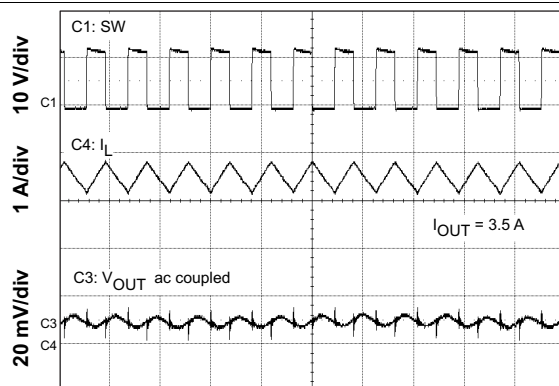 C1: SW
10 V/div
C1
C4: IL
1 A/div
IOUT = 3.5 A
C3: VOUT ac coupled
20 mV/div
C3
C4